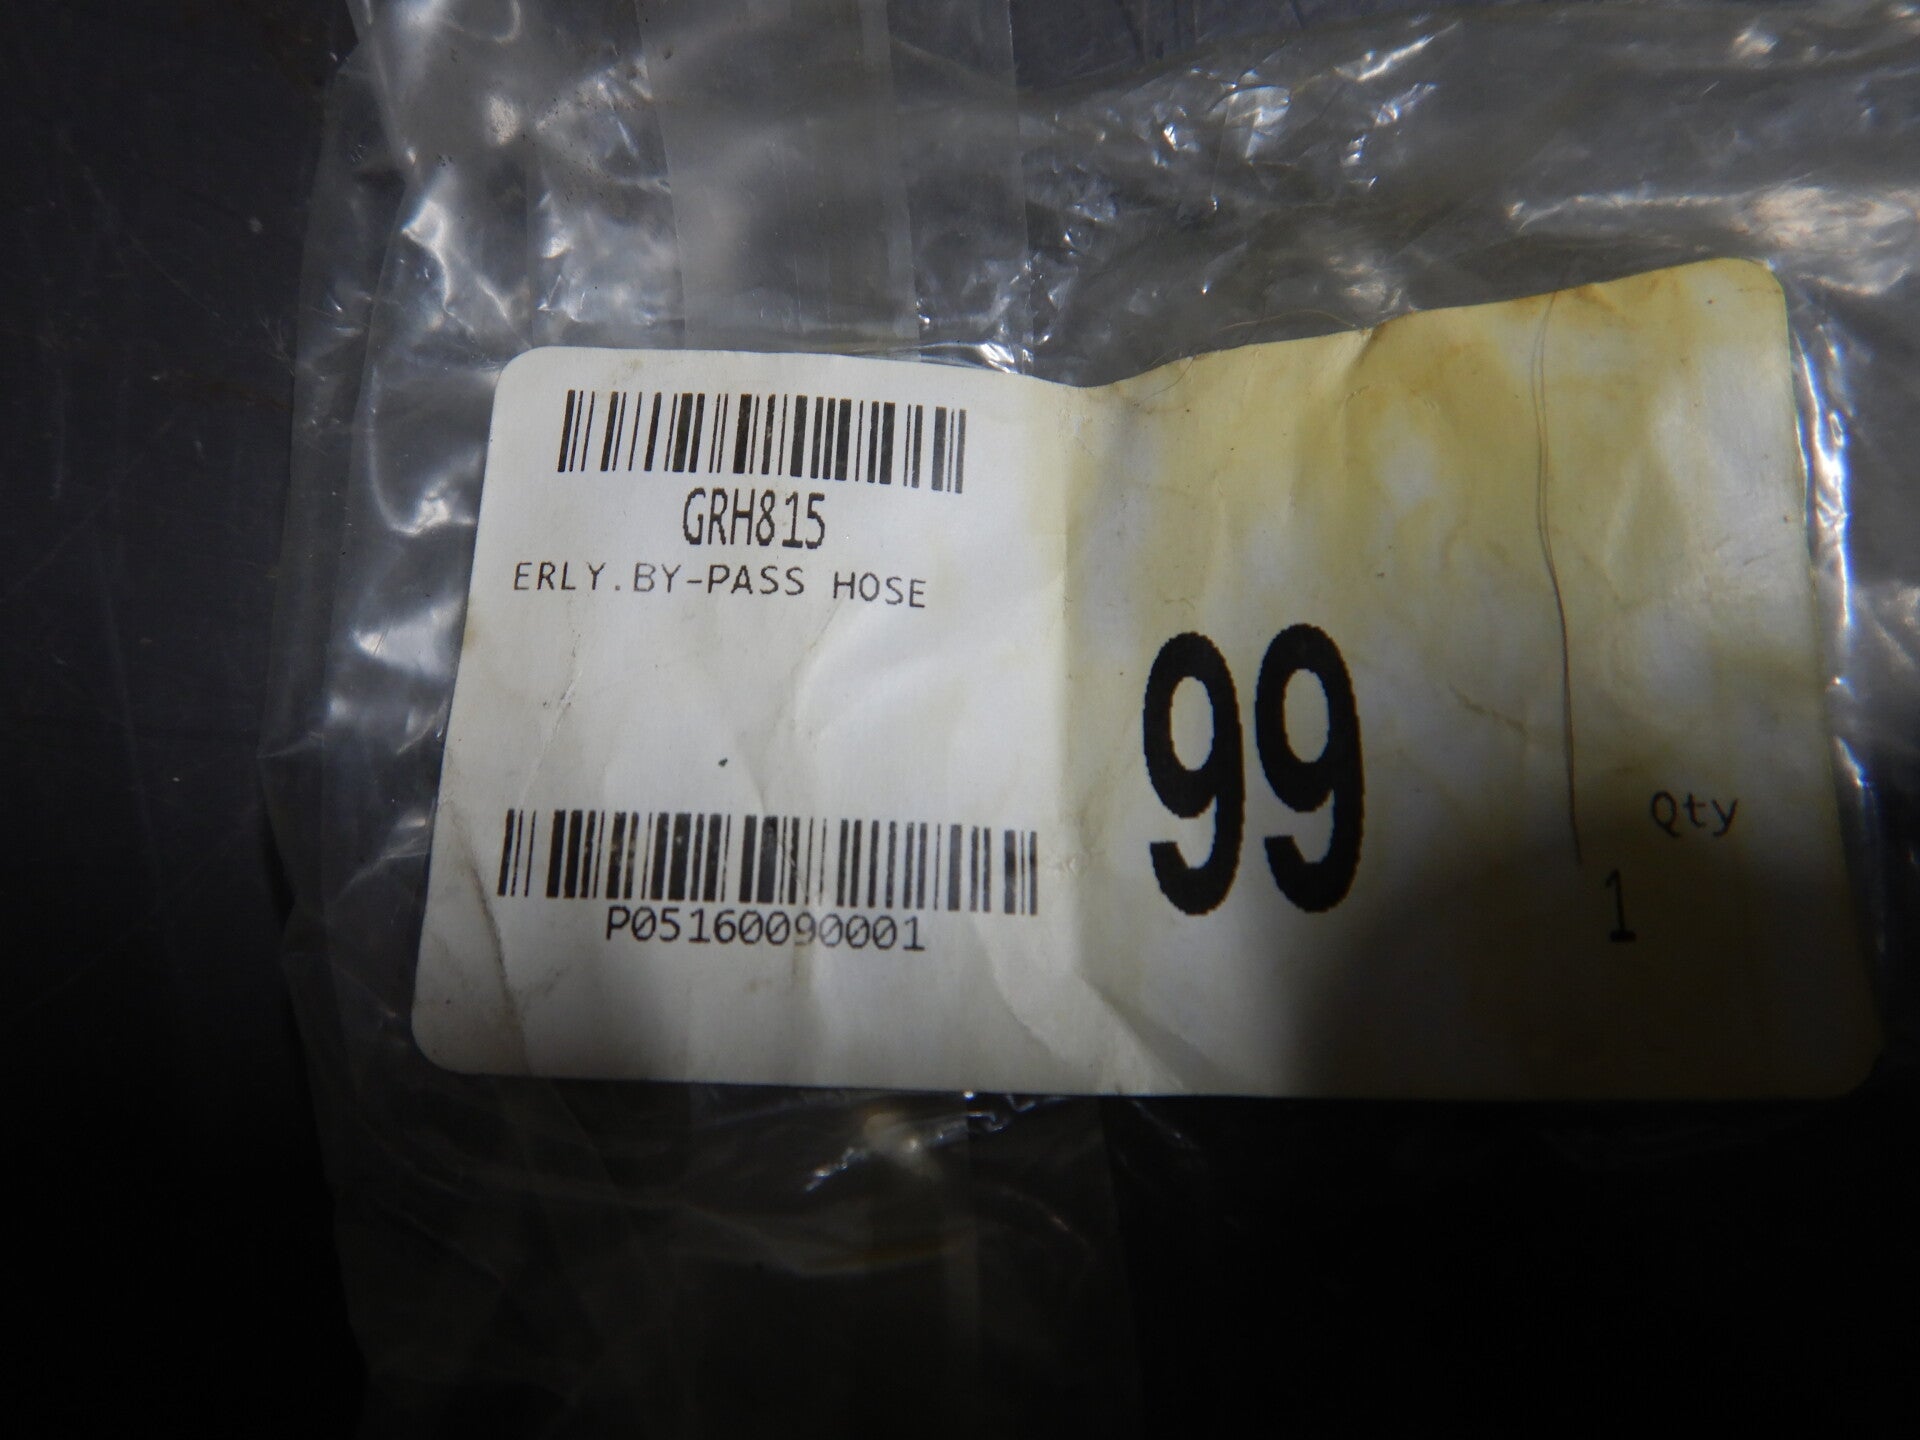 GRH815
ERLY.BY-PASS HOSE
99
Qty
1
P05160090001